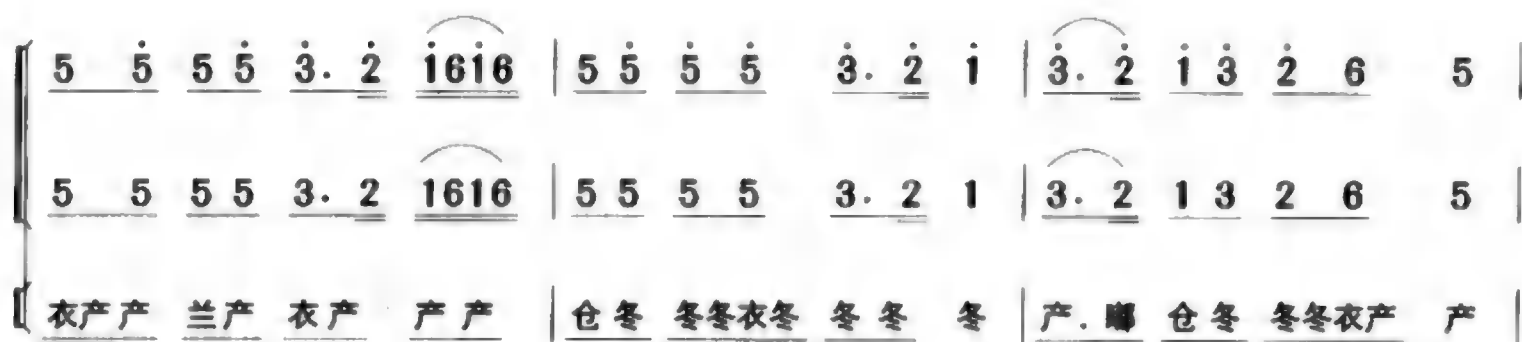 5 5̇ 5 5̇ 3̇. 2̇ i̇6i̇6 | 5 5̇ 5̇ 5̇ 3̇. 2̇ i̇ | 3̇. 2̇ i̇ 3̇ 2̇ 6 5 |
5 5 5 5 3. 2 1616 | 5 5 5 5 3. 2 1 | 3. 2 1 3 2 6 5 |
衣产产 兰产 衣产 产产 | 仓冬 冬冬衣冬 冬冬 冬 | 产. 仓冬 冬冬衣产 产 |